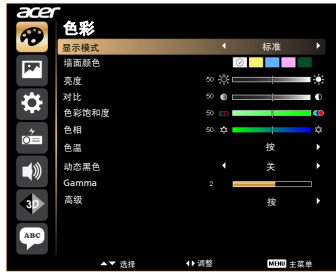 acer
色彩
显示模式 标准
墙面颜色
亮度 50
对比 50
色彩饱和度 50
色相 50
色温 按
动态黑色 关
Gamma 2
高级 按
3D
ABC
选择 调整 MENU 主菜单